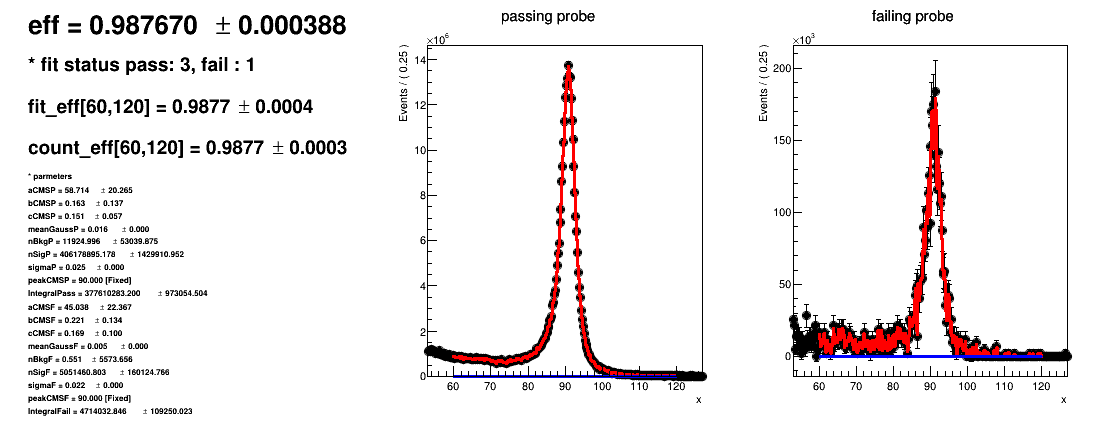 eff = 0.987670 ± 0.000388
* fit status pass: 3, fail : 1
fit_eff[60,120] = 0.9877 ± 0.0004
count_eff[60,120] = 0.9877 ± 0.0003
* parmeters
aCMSP = 58.714 ± 20.265
bCMSP = 0.163 ± 0.137
cCMSP = 0.151 ± 0.057
meanGaussP = 0.016 ± 0.000
nBkgP = 11924.996 ± 53039.875
nSigP = 406178895.178 ± 1429910.952
sigmaP = 0.025 ± 0.000
peakCMSP = 90.000 [Fixed]
IntegralPass = 377610283.200 ± 973054.504
aCMSF = 45.038 ± 22.367
bCMSF = 0.221 ± 0.134
cCMSF = 0.169 ± 0.100
meanGaussF = 0.005 ± 0.000
nBkgF = 0.551 ± 5573.656
nSigF = 5051460.803 ± 160124.766
sigmaF = 0.022 ± 0.000
peakCMSF = 90.000 [Fixed]
IntegralFail = 4714032.846 ± 109250.023
passing probe
×10⁶
Events / ( 0.25 )
14
12
10
8
6
4
2
0
60 70 80 90 100 110 120
x
failing probe
×10³
Events / ( 0.25 )
200
150
100
50
0
60 70 80 90 100 110 120
x